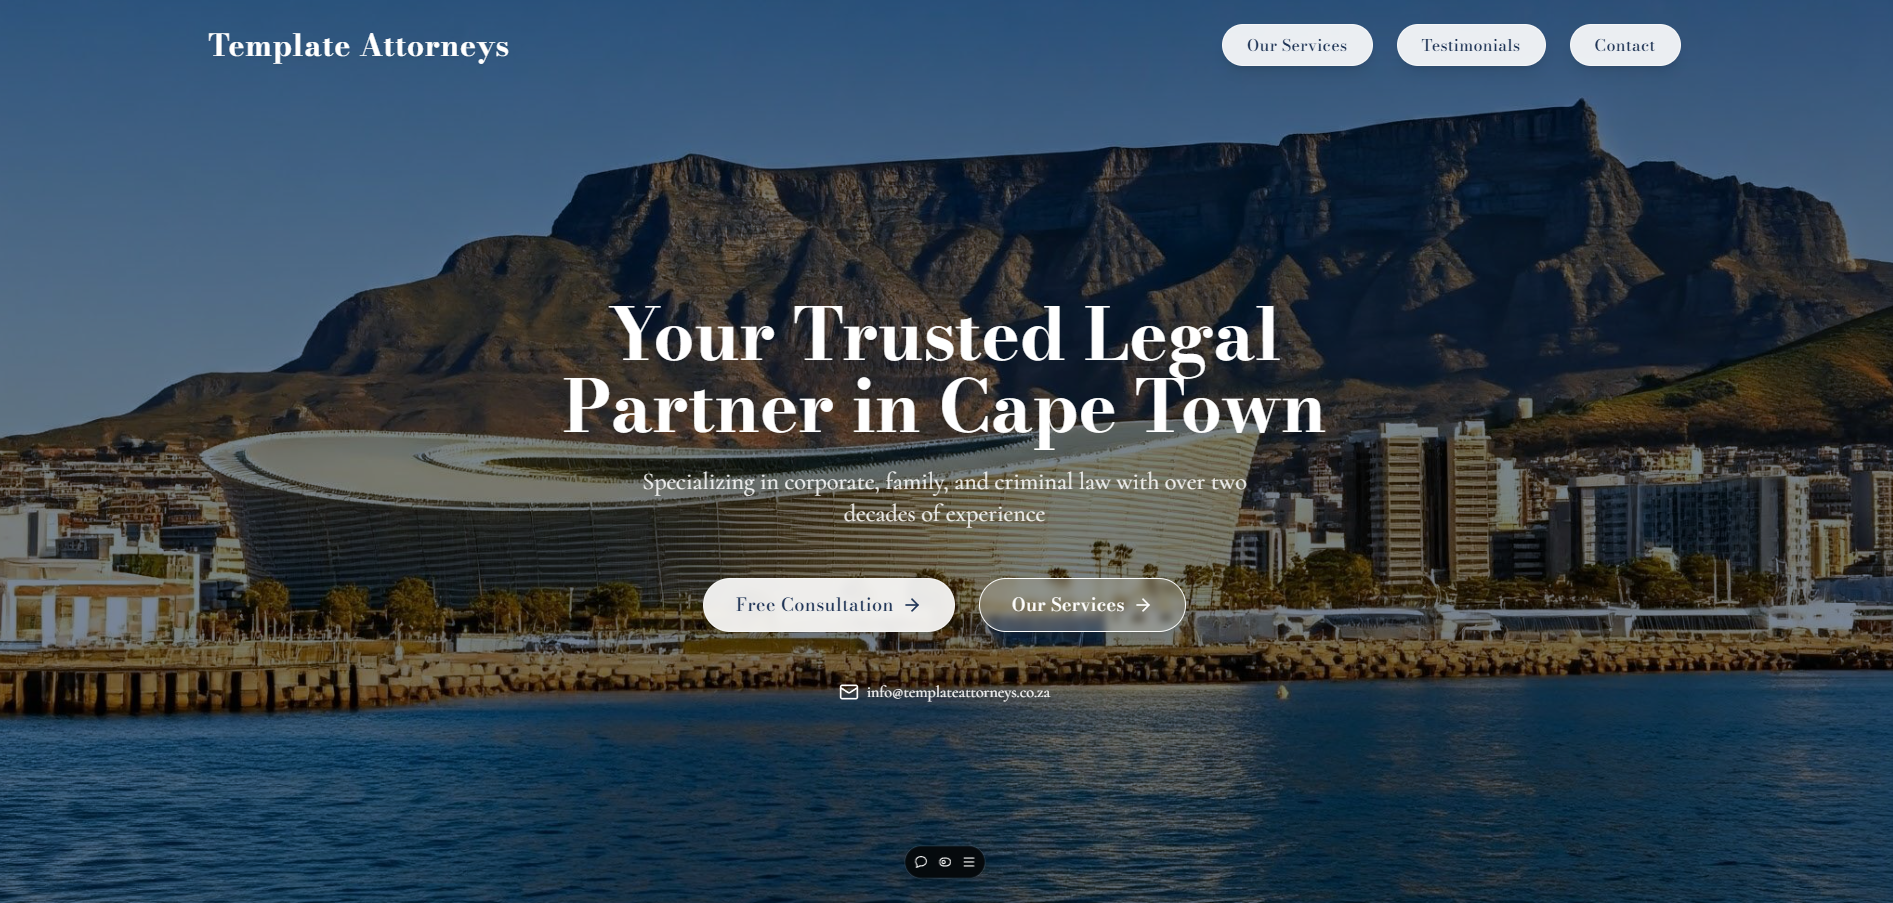 Template Attorneys
Our Services
Testimonials
Contact
Your Trusted Legal
Partner in Cape Town
Specializing in corporate, family, and criminal law with over two
decades of experience
Free Consultation
Our Services
info@templateattorneys.co.za